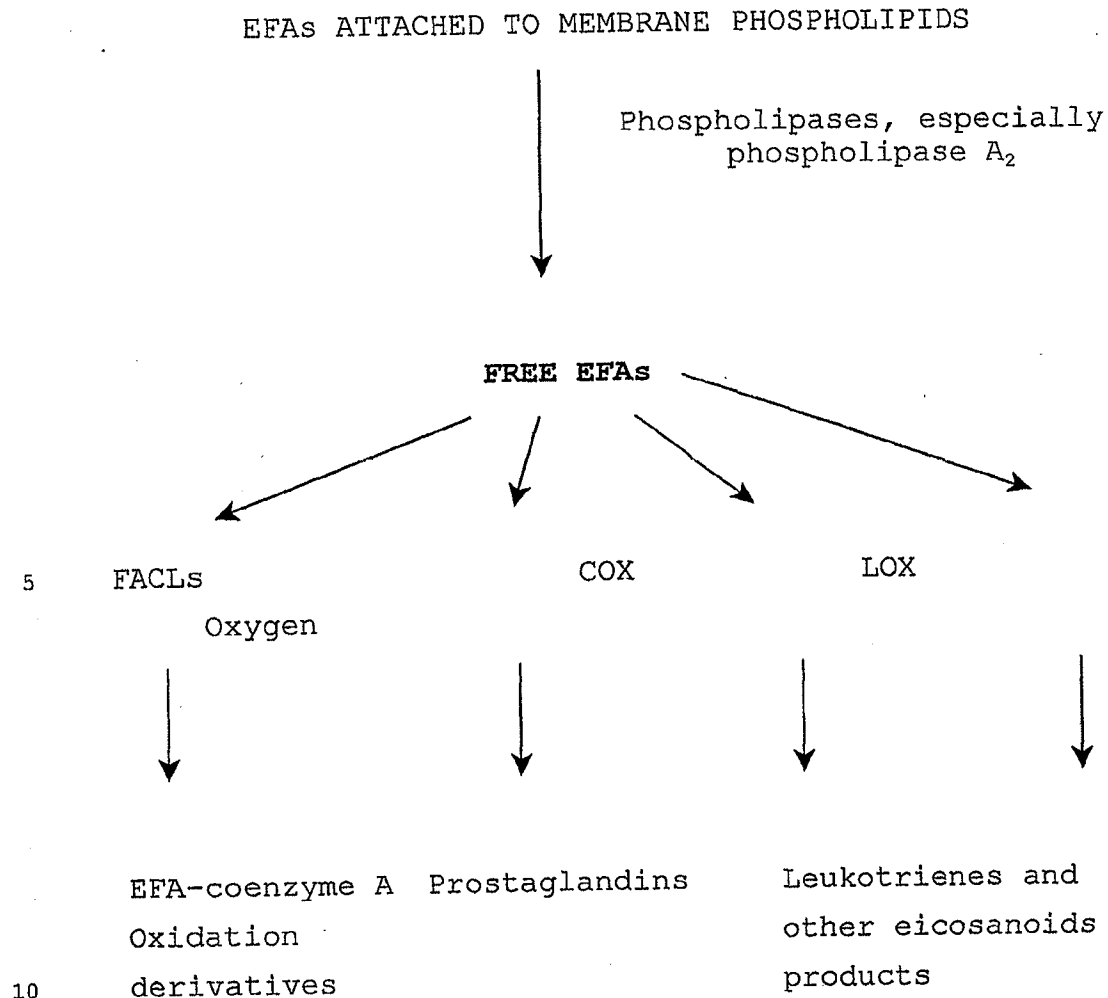 EFAs ATTACHED TO MEMBRANE PHOSPHOLIPIDS
Phospholipases, especially
phospholipase A₂
FREE EFAs
5 FACLs COX LOX
Oxygen
EFA-coenzyme A Prostaglandins Leukotrienes and
Oxidation other eicosanoids
10 derivatives products